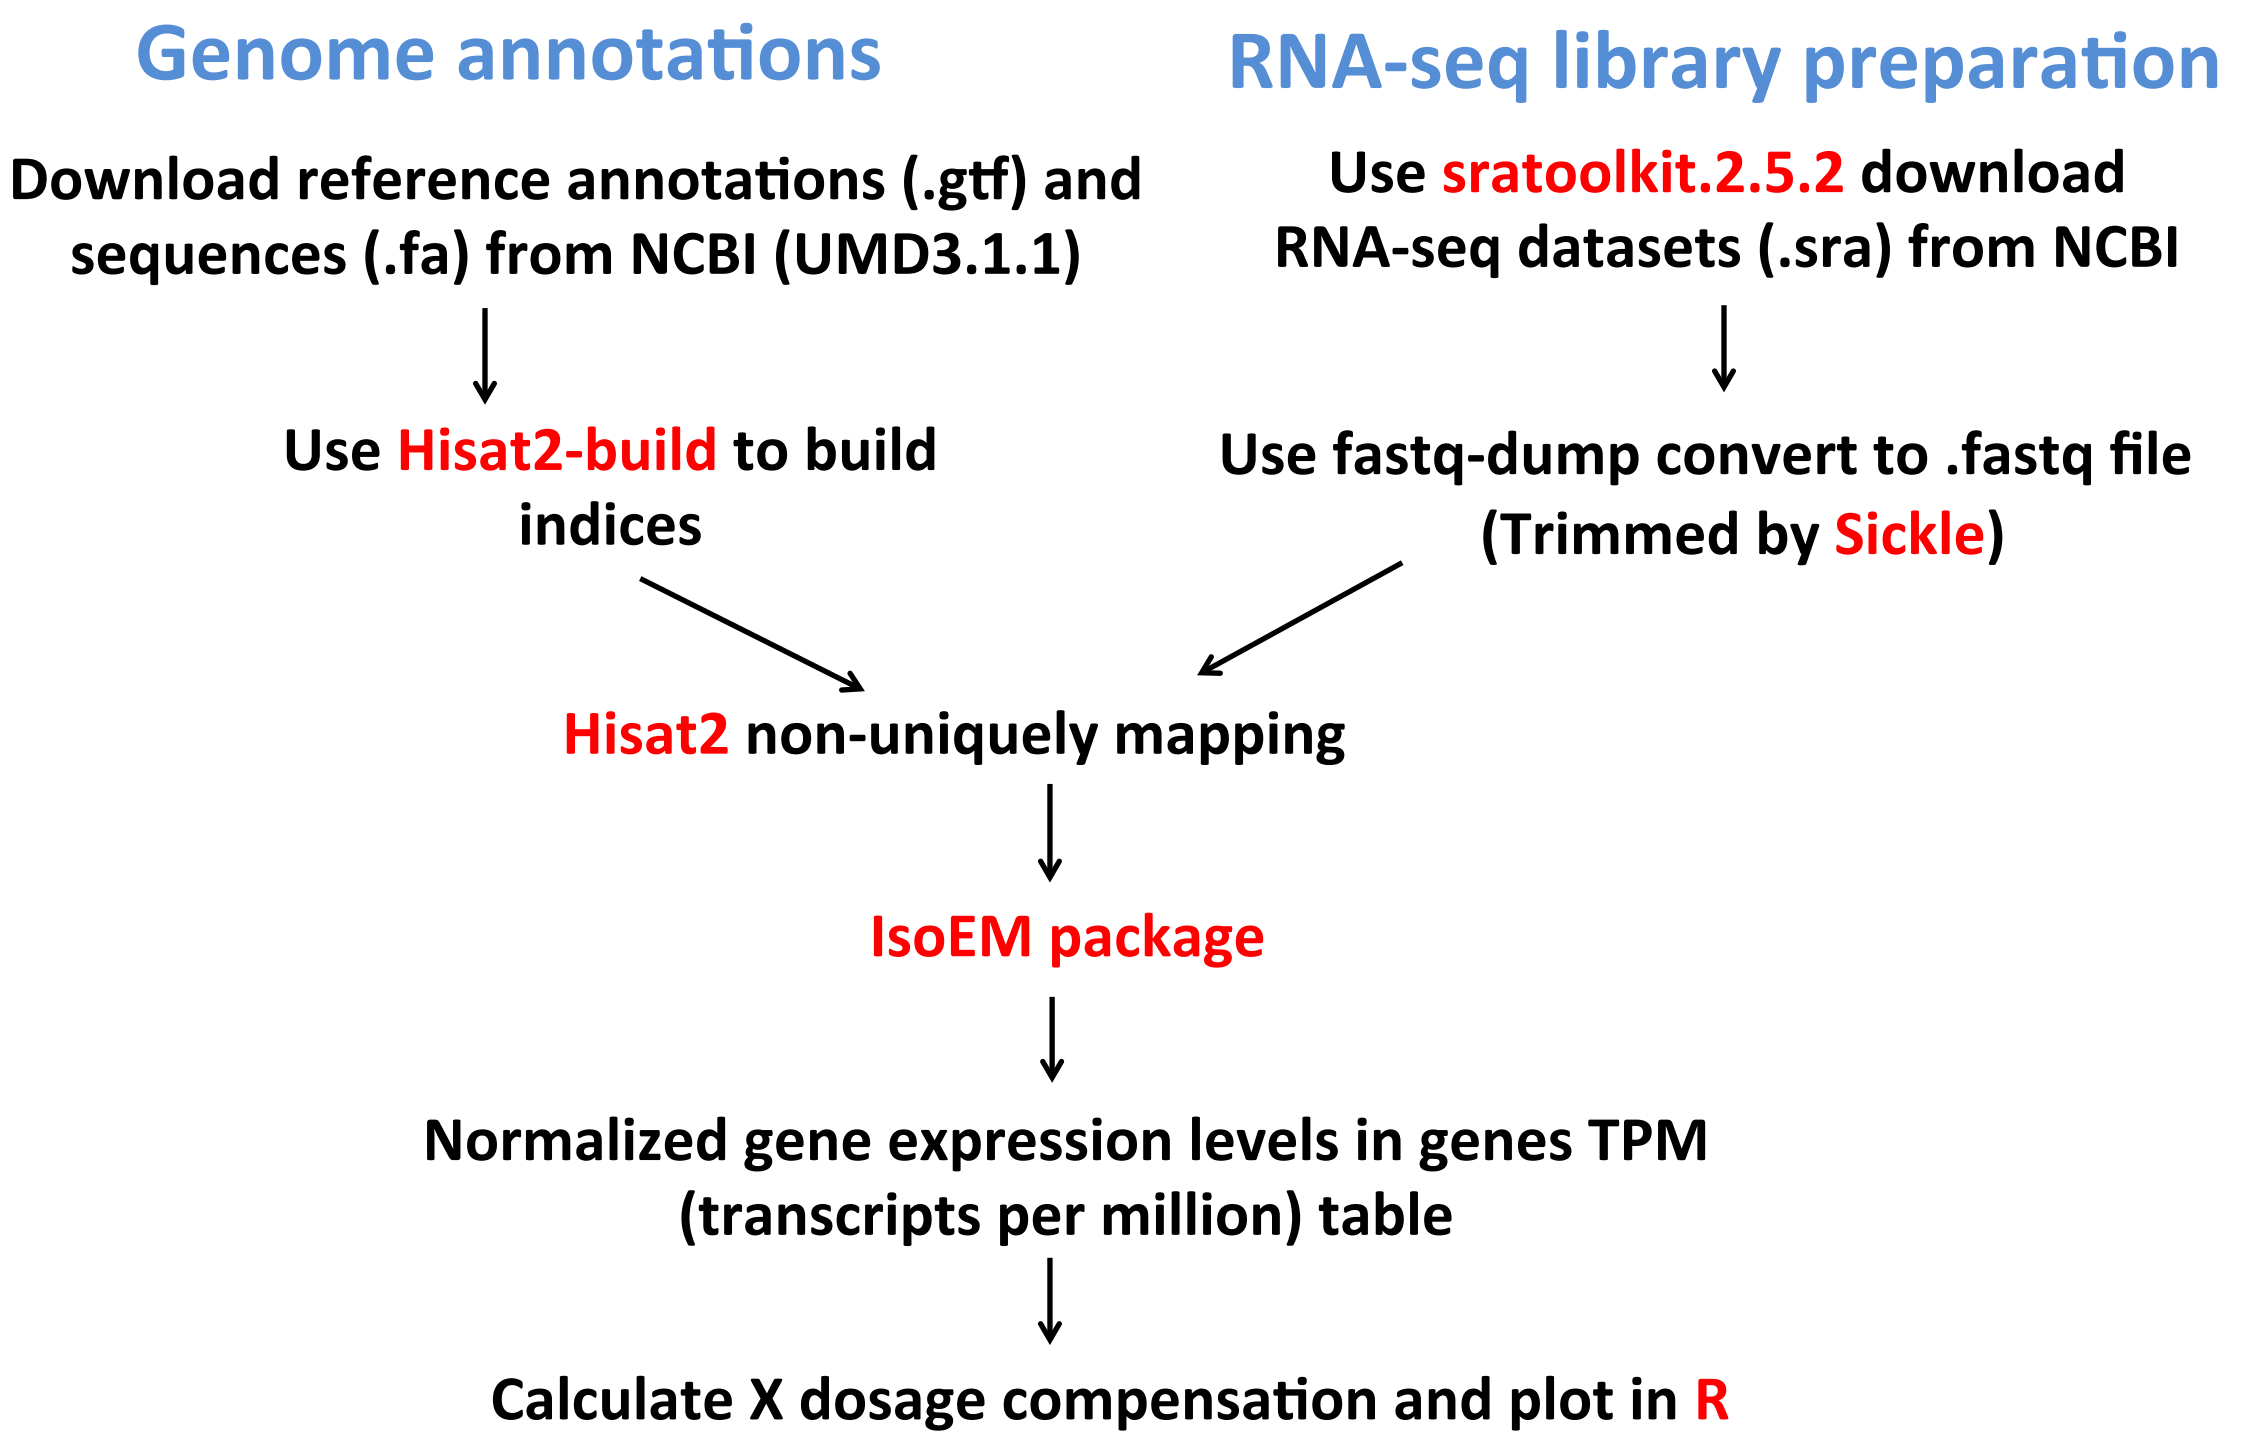 Genome annotations
Download reference annotations (.gtf) and
sequences (.fa) from NCBI (UMD3.1.1)
Use Hisat2-build to build
indices
RNA-seq library preparation
Use sratoolkit.2.5.2 download
RNA-seq datasets (.sra) from NCBI
Use fastq-dump convert to .fastq file
(Trimmed by Sickle)
Hisat2 non-uniquely mapping
IsoEM package
Normalized gene expression levels in genes TPM
(transcripts per million) table
Calculate X dosage compensation and plot in R